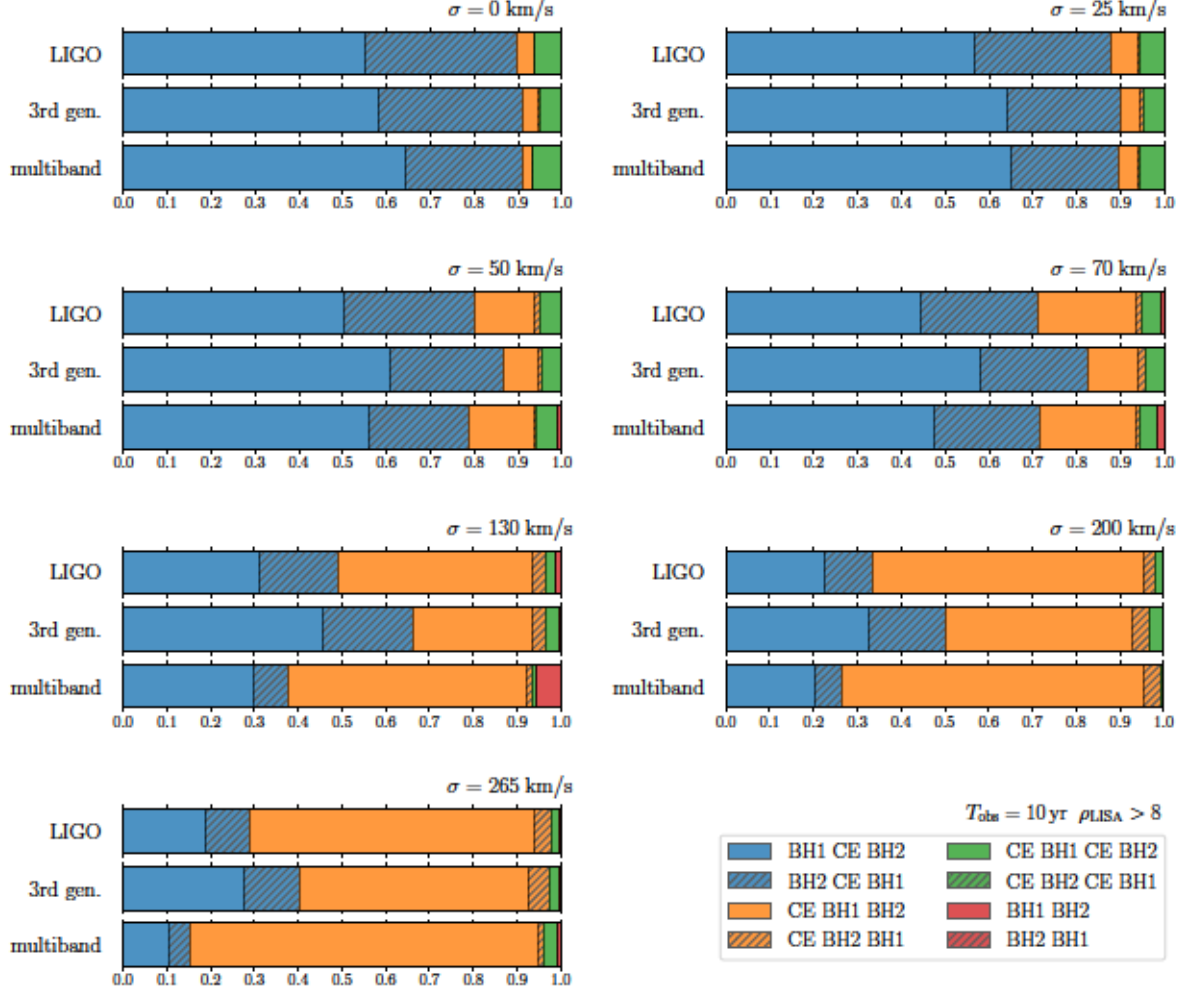 σ = 0 km/s
LIGO
3rd gen.
multiband
0.0 0.1 0.2 0.3 0.4 0.5 0.6 0.7 0.8 0.9 1.0
σ = 25 km/s
LIGO
3rd gen.
multiband
0.0 0.1 0.2 0.3 0.4 0.5 0.6 0.7 0.8 0.9 1.0
σ = 50 km/s
LIGO
3rd gen.
multiband
0.0 0.1 0.2 0.3 0.4 0.5 0.6 0.7 0.8 0.9 1.0
σ = 70 km/s
LIGO
3rd gen.
multiband
0.0 0.1 0.2 0.3 0.4 0.5 0.6 0.7 0.8 0.9 1.0
σ = 130 km/s
LIGO
3rd gen.
multiband
0.0 0.1 0.2 0.3 0.4 0.5 0.6 0.7 0.8 0.9 1.0
σ = 200 km/s
LIGO
3rd gen.
multiband
0.0 0.1 0.2 0.3 0.4 0.5 0.6 0.7 0.8 0.9 1.0
σ = 265 km/s
LIGO
3rd gen.
multiband
0.0 0.1 0.2 0.3 0.4 0.5 0.6 0.7 0.8 0.9 1.0
T_obs = 10 yr ρ_LISA > 8
BH1 CE BH2
BH2 CE BH1
CE BH1 BH2
CE BH2 BH1
CE BH1 CE BH2
CE BH2 CE BH1
BH1 BH2
BH2 BH1